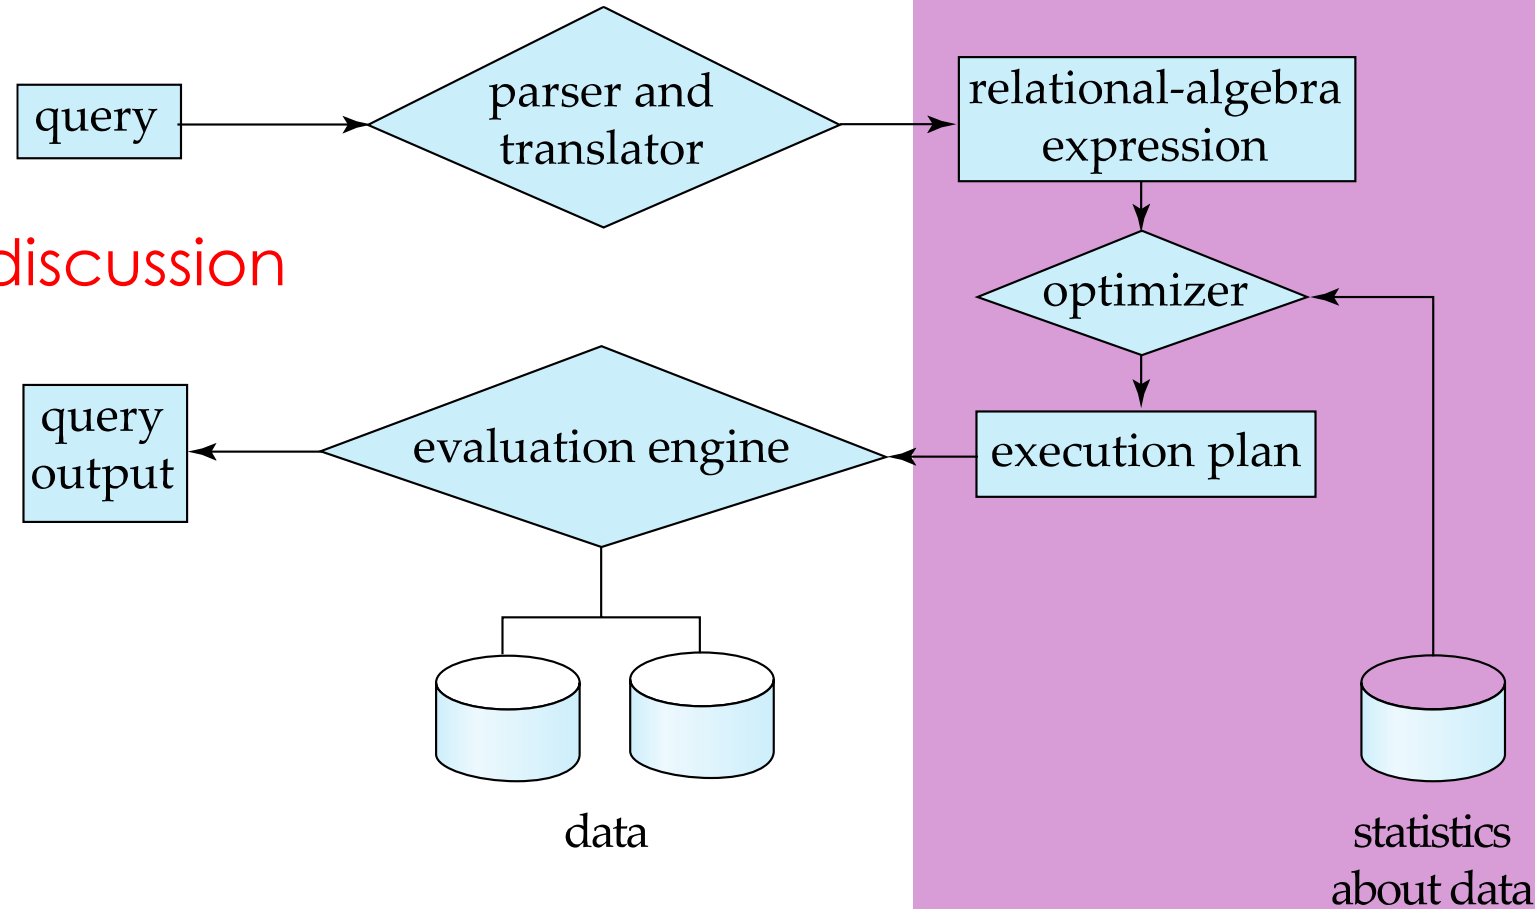 query
parser and
translator
relational-algebra
expression
discussion
optimizer
query
output
evaluation engine
execution plan
data
statistics
about data